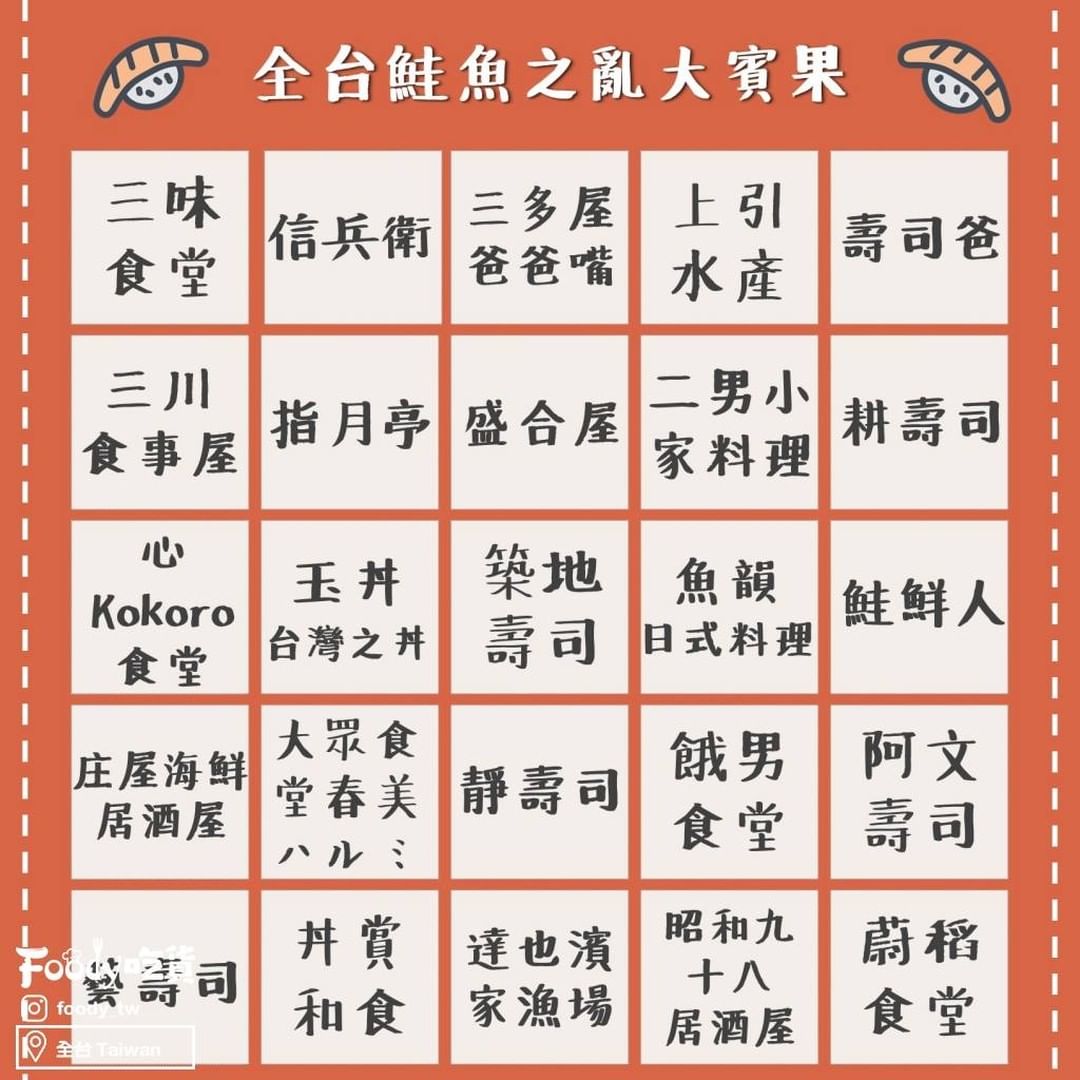 全台鮭魚之亂大賓果
三味
食堂
信兵衛
三多屋
爸爸嘴
上引
水產
壽司爸
三川
食事屋
指月亭
盛合屋
二男小
家料理
耕壽司
心
Kokoro
食堂
玉丼
台灣之丼
築地
壽司
魚韻
日式料理
鮭鮮人
庄屋海鮮
居酒屋
大眾食
堂春美
ハルミ
靜壽司
餓男
食堂
阿文
壽司
藝壽司
丼賞
和食
達也濱
家漁場
昭和九
十八
居酒屋
蔚稻
食堂
Foody吃貨
foody_tw
全台 Taiwan